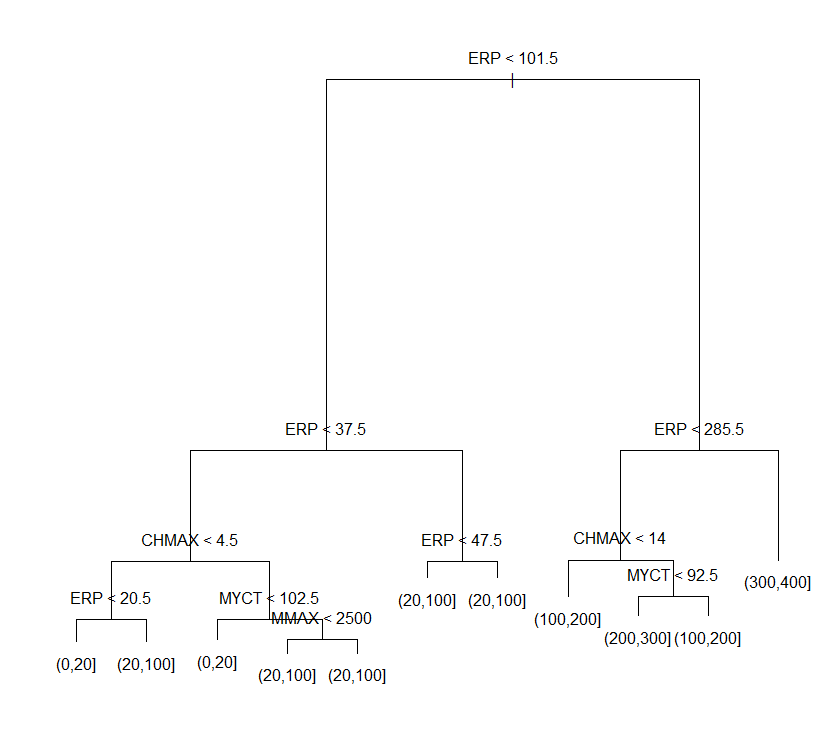 ERP < 101.5
ERP < 37.5
ERP < 285.5
CHMAX < 4.5
ERP < 47.5
CHMAX < 14
MYCT < 92.5
(300,400]
ERP < 20.5
MYCT < 102.5
(20,100]
(20,100]
MMAX < 2500
(100,200]
(200,300]
(100,200]
(0,20]
(20,100]
(0,20]
(20,100]
(20,100]